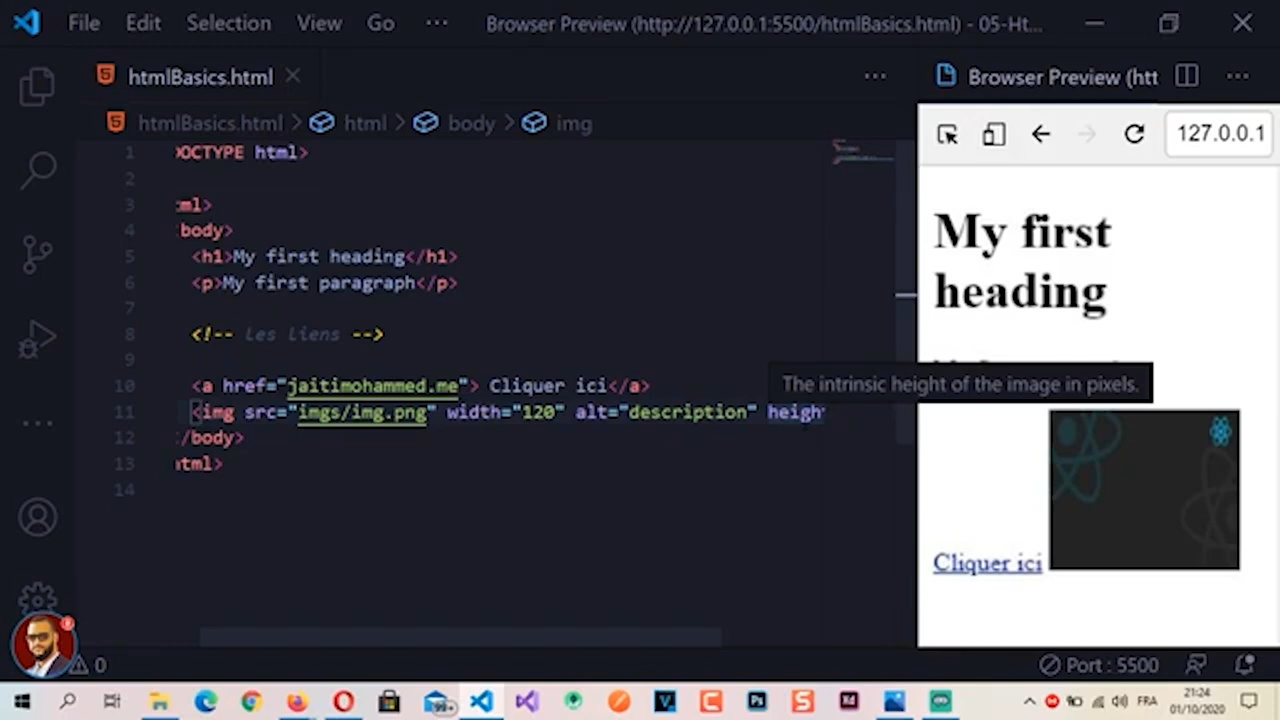 File Edit Selection View Go ··· Browser Preview (http://127.0.0.1:5500/htmlBasics.html) - 05-Ht...
htmlBasics.html
Browser Preview (htt
htmlBasics.html > html > body > img
127.0.0.1
1 OCTYPE html>
2
3 ml>
4 body>
5 <h1>My first heading</h1>
6 <p>My first paragraph</p>
7
8 <!-- Les liens -->
9
10 <a href="jaitimohammed.me"> Cliquer ici</a>
11 <img src="imgs/img.png" width="120" alt="description" heigh
12 /body>
13 tml>
14
My first
heading
The intrinsic height of the image in pixels.
Cliquer ici
0
Port : 5500
99+
FRA
21:24
01/10/2020